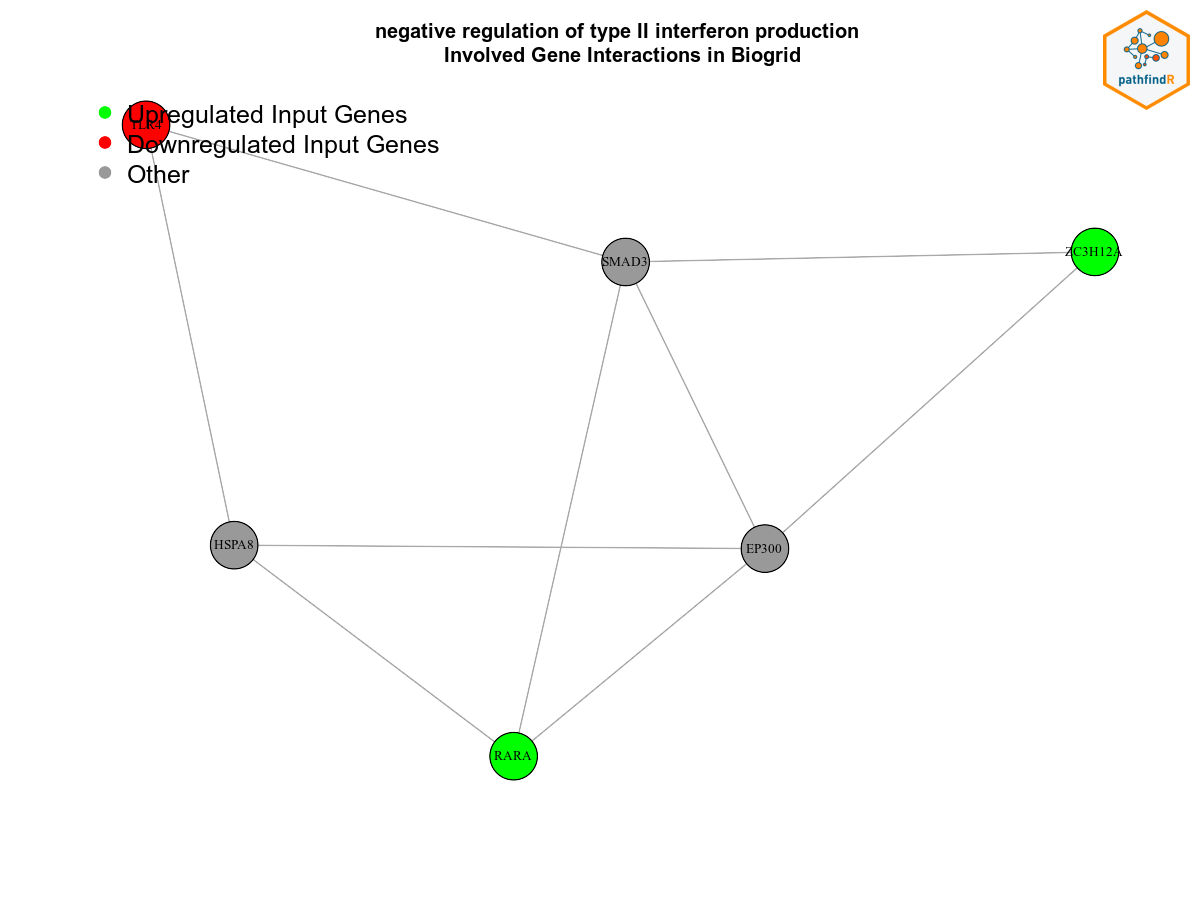 negative regulation of type II interferon production
Involved Gene Interactions in Biogrid
pathfindR
Upregulated Input Genes
TLR4
Downregulated Input Genes
Other
SMAD3
ZC3H12A
HSPA8
EP300
RARA